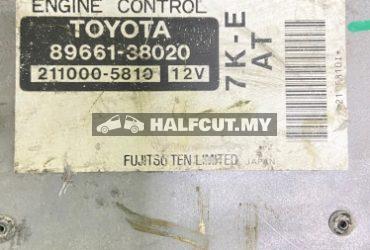 ENGINE CONTROL
TOYOTA
89661-38020
211000-5810 12V
7K-E
AT
HALFCUT.MY
FUJITSU TEN LIMITED
JAPAN